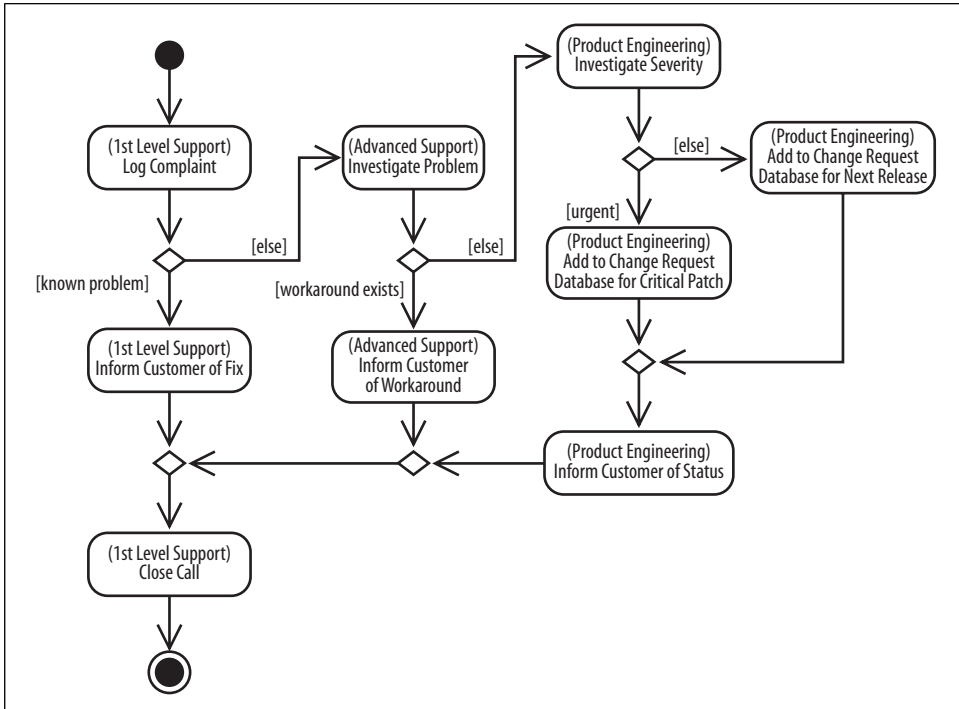 (Product Engineering)
Investigate Severity
(1st Level Support)
Log Complaint
(Advanced Support)
Investigate Problem
[else]
(Product Engineering)
Add to Change Request
Database for Next Release
[urgent]
[else]
[else]
(Product Engineering)
Add to Change Request
Database for Critical Patch
[known problem]
[workaround exists]
(1st Level Support)
Inform Customer of Fix
(Advanced Support)
Inform Customer
of Workaround
(Product Engineering)
Inform Customer of Status
(1st Level Support)
Close Call